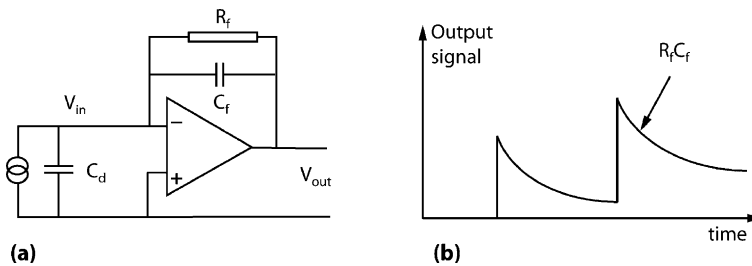 R_f
C_f
V_in
−
C_d
+
V_out
(a)
Output
signal
R_fC_f
time
(b)